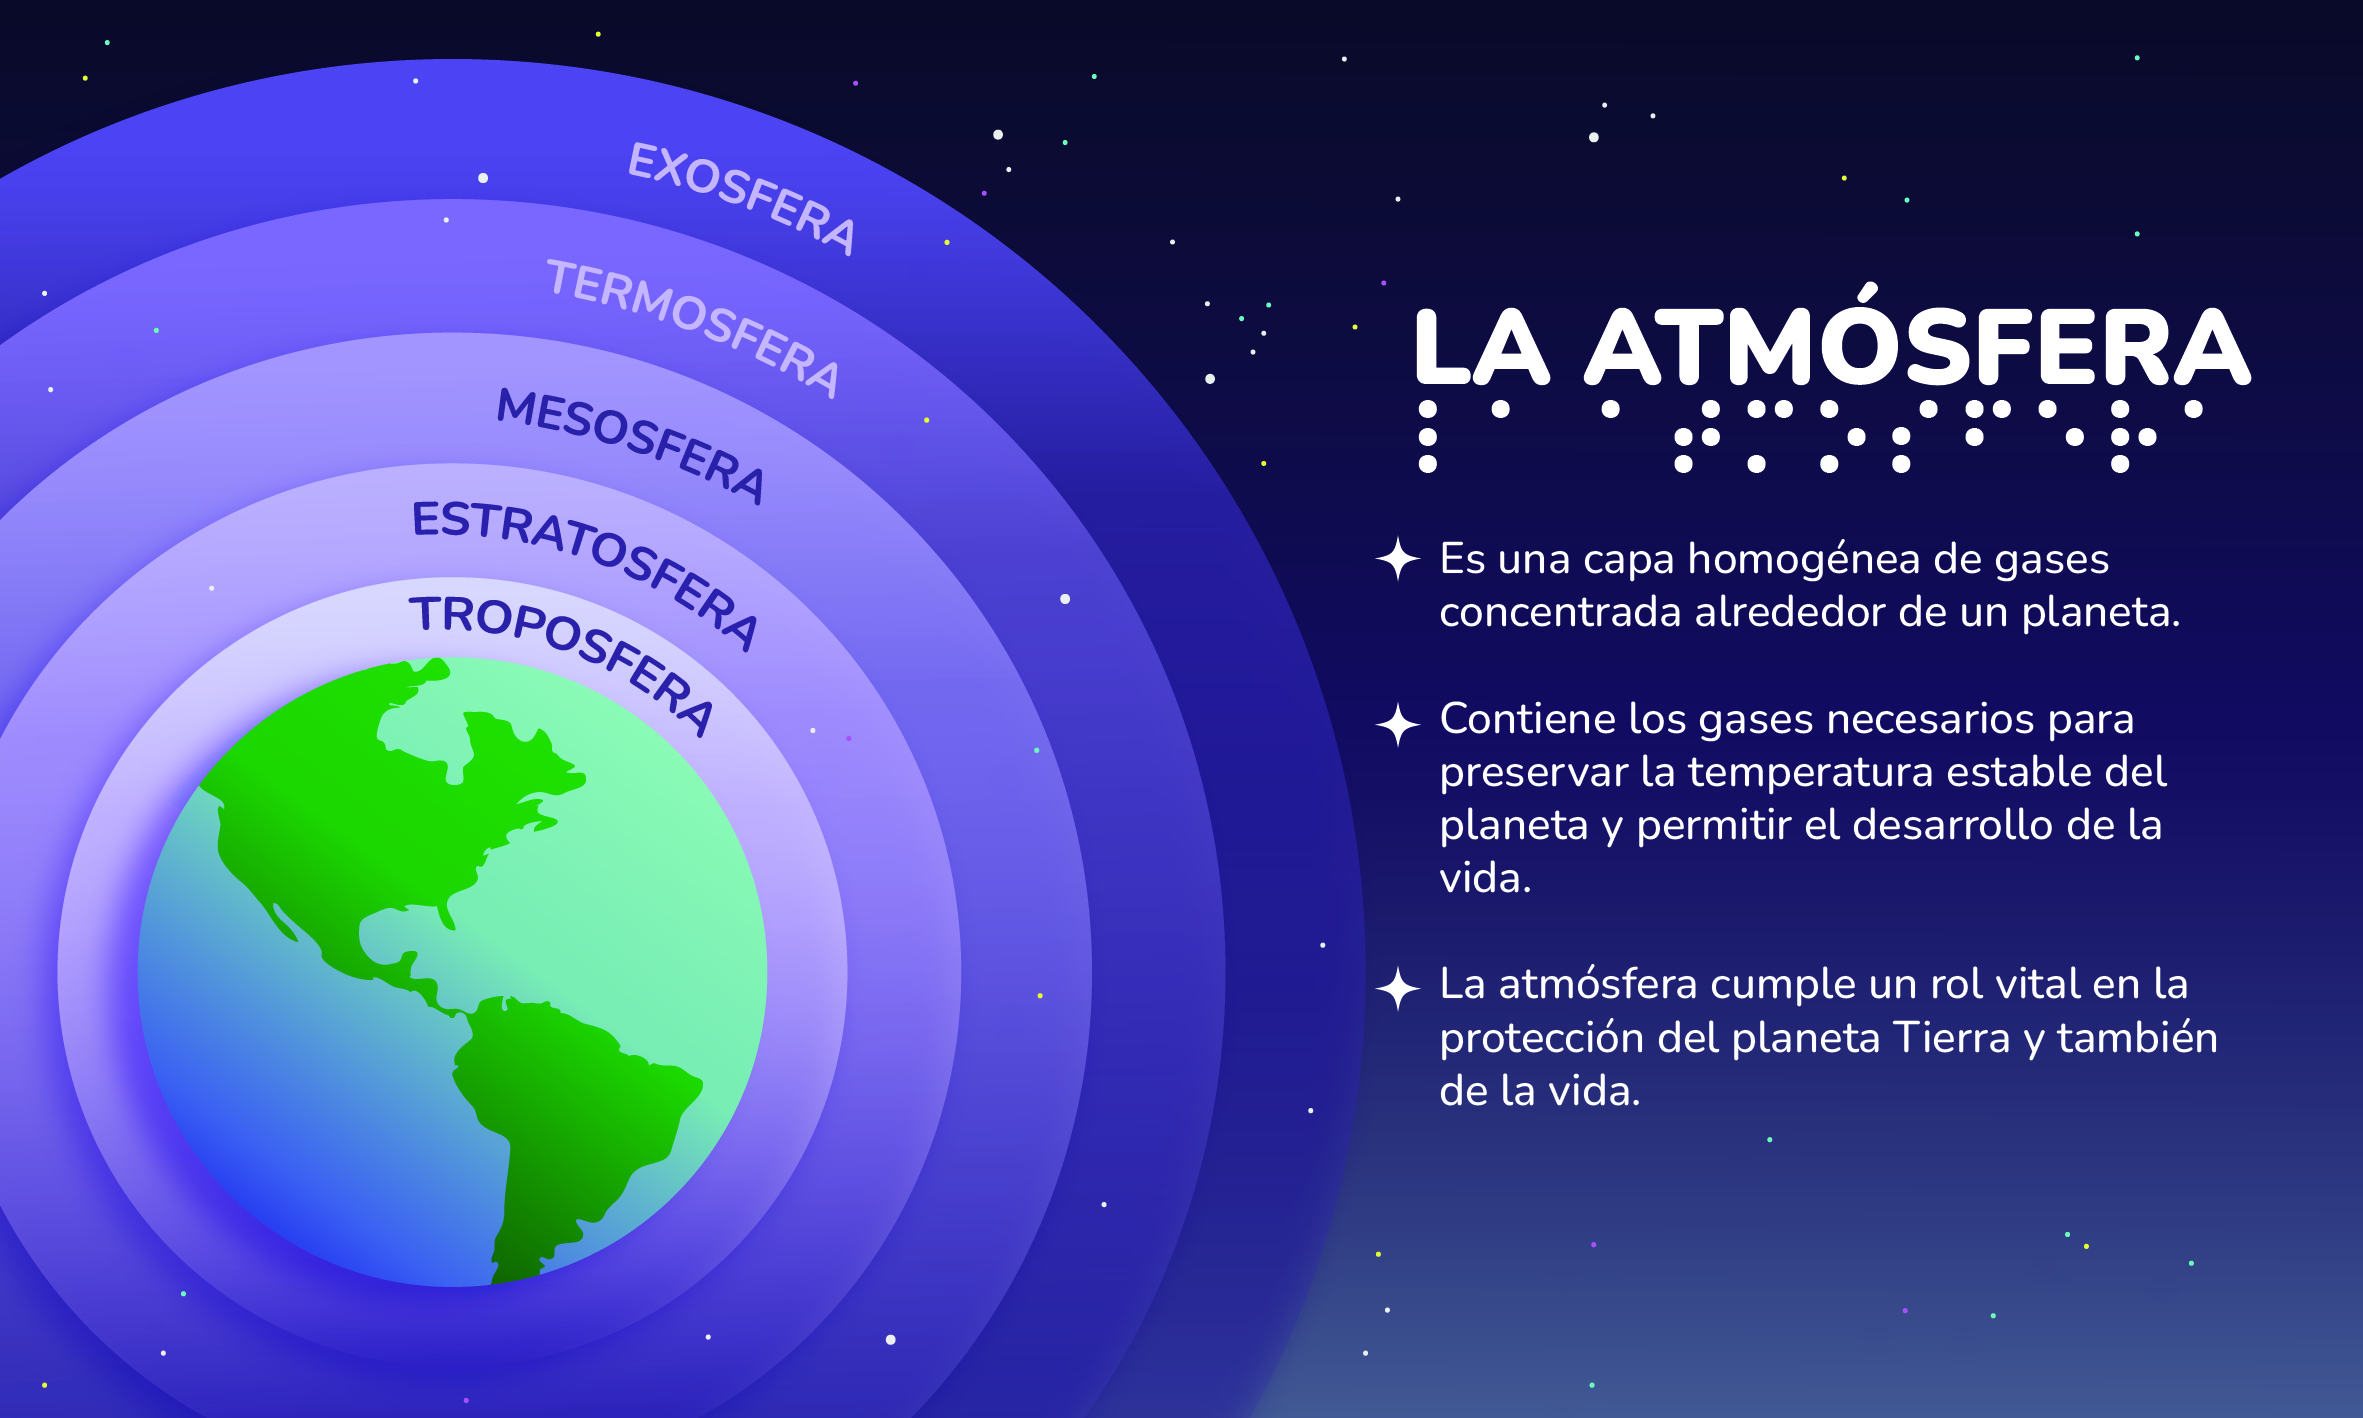 EXOSFERA
TERMOSFERA
MESOSFERA
ESTRATOSFERA
TROPOSFERA
LA ATMÓSFERA
⠇⠁ ⠁⠞⠍⠕⠎⠋⠑⠗⠁
Es una capa homogénea de gases
concentrada alrededor de un planeta.
Contiene los gases necesarios para
preservar la temperatura estable del
planeta y permitir el desarrollo de la
vida.
La atmósfera cumple un rol vital en la
protección del planeta Tierra y también
de la vida.